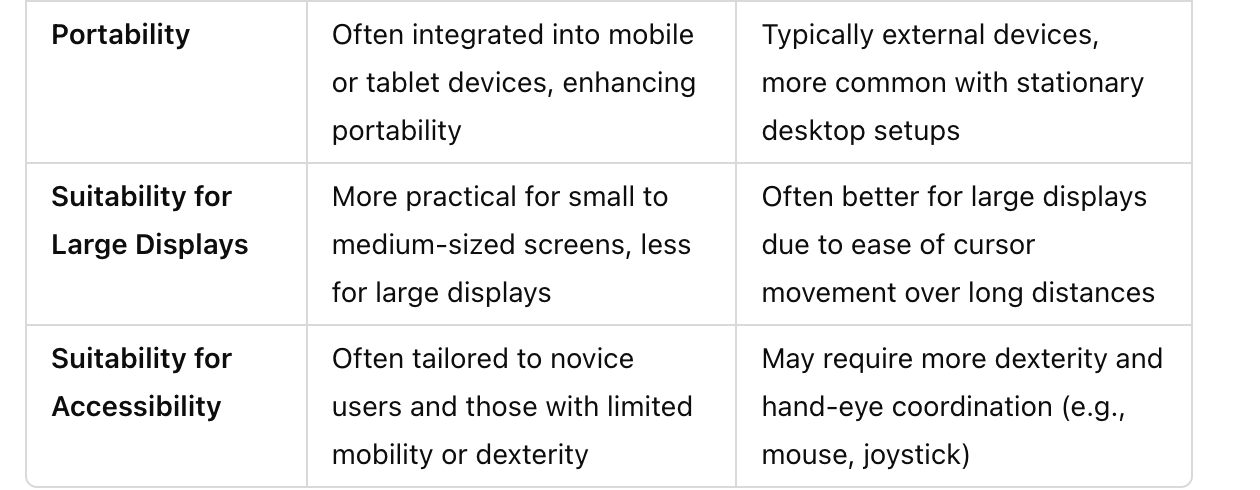 Portability
Often integrated into mobile
or tablet devices, enhancing
portability
Typically external devices,
more common with stationary
desktop setups
Suitability for
Large Displays
More practical for small to
medium-sized screens, less
for large displays
Often better for large displays
due to ease of cursor
movement over long distances
Suitability for
Accessibility
Often tailored to novice
users and those with limited
mobility or dexterity
May require more dexterity and
hand-eye coordination (e.g.,
mouse, joystick)